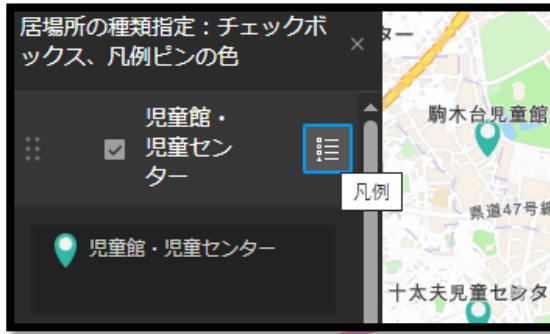 居場所の種類指定：チェックボ
ックス、凡例ピンの色
×
ター
児童館・
児童セン
ター
凡例
児童館・児童センター
駒木台児童館
県道47号線
十太夫児童センタ